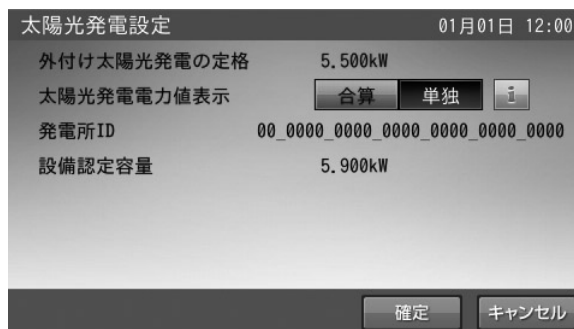 太陽光発電設定 01月01日 12:00
外付け太陽光発電の定格 5.500kW
太陽光発電電力値表示 合算 単独 i
発電所ID 00_0000_0000_0000_0000_0000_0000
設備認定容量 5.900kW
確定 キャンセル